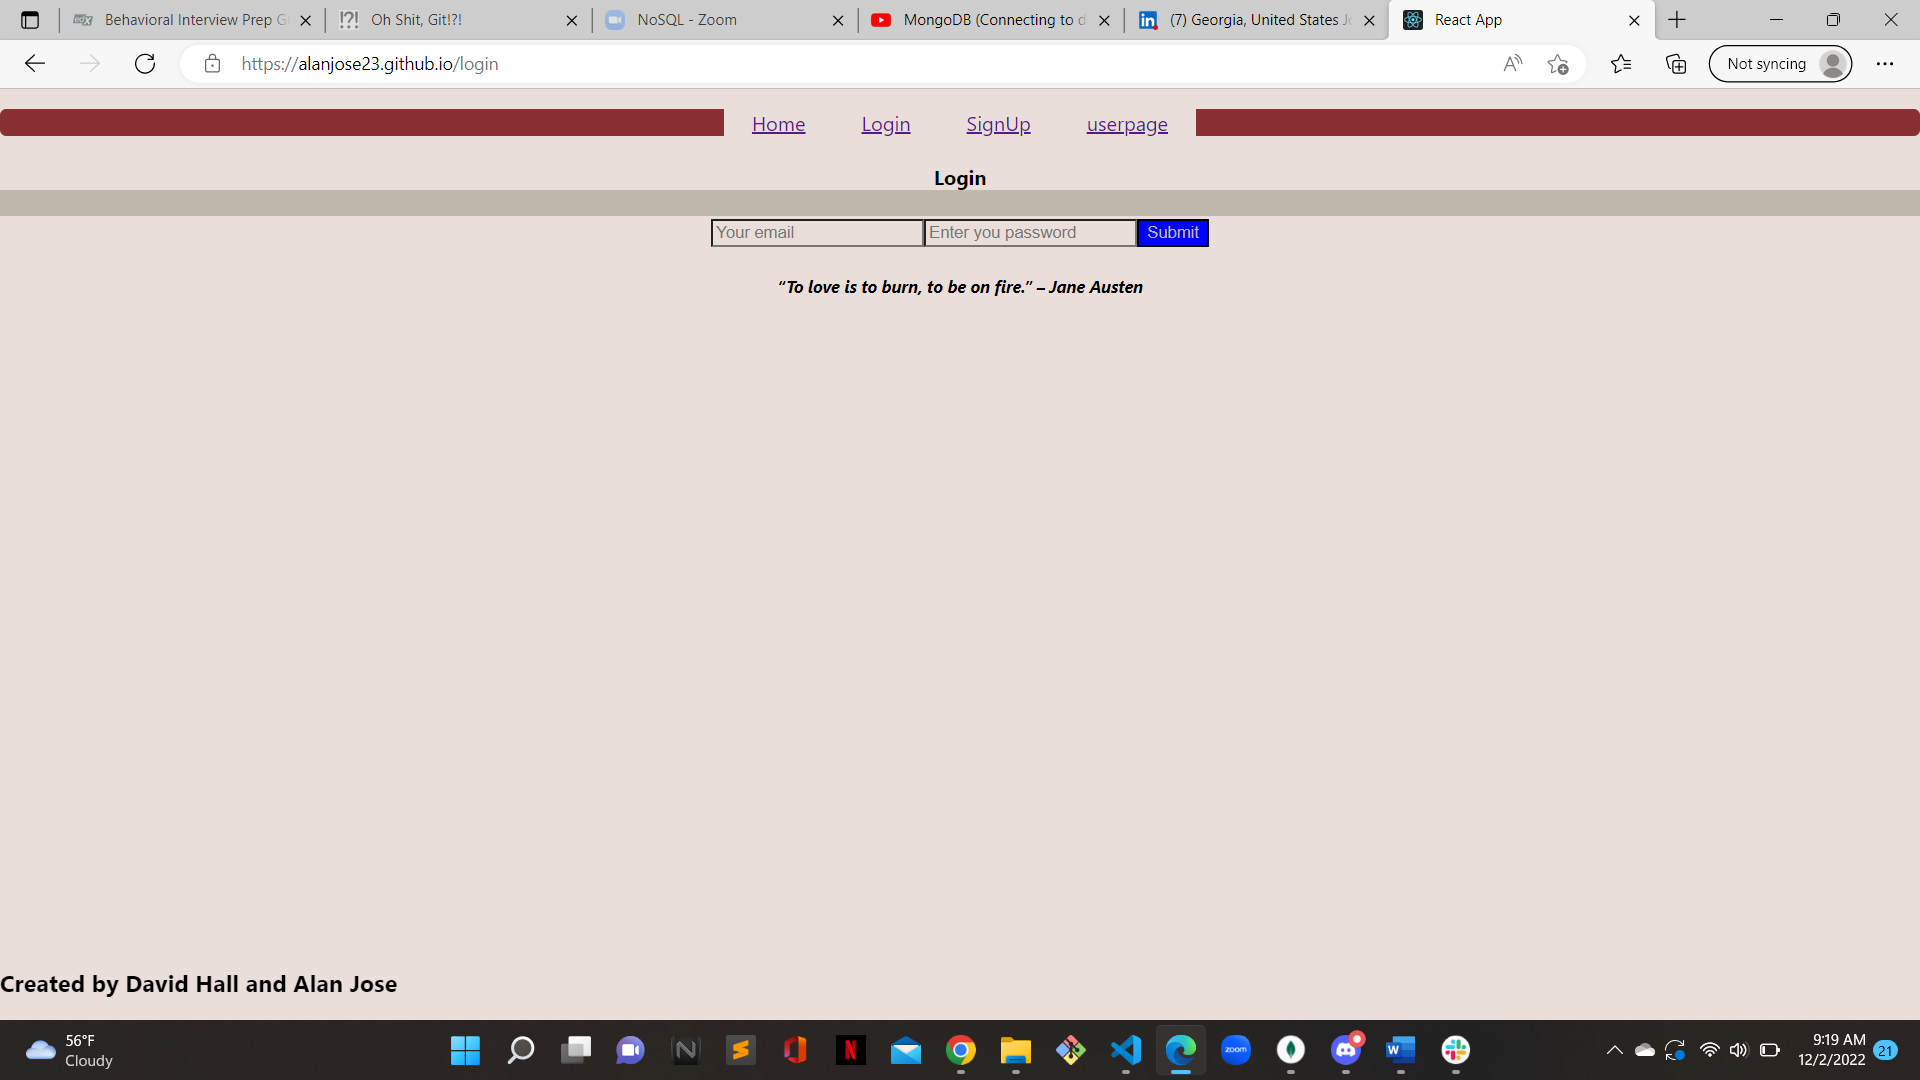 Behavioral Interview Prep G
Oh Shit, Git!?!
NoSQL - Zoom
MongoDB (Connecting to d
(7) Georgia, United States Jo
React App
https://alanjose23.github.io/login
Not syncing
Home Login SignUp userpage
Login
Your email Enter you password Submit
“To love is to burn, to be on fire.” – Jane Austen
Created by David Hall and Alan Jose
56°F
Cloudy
zoom
9:19 AM
12/2/2022
21